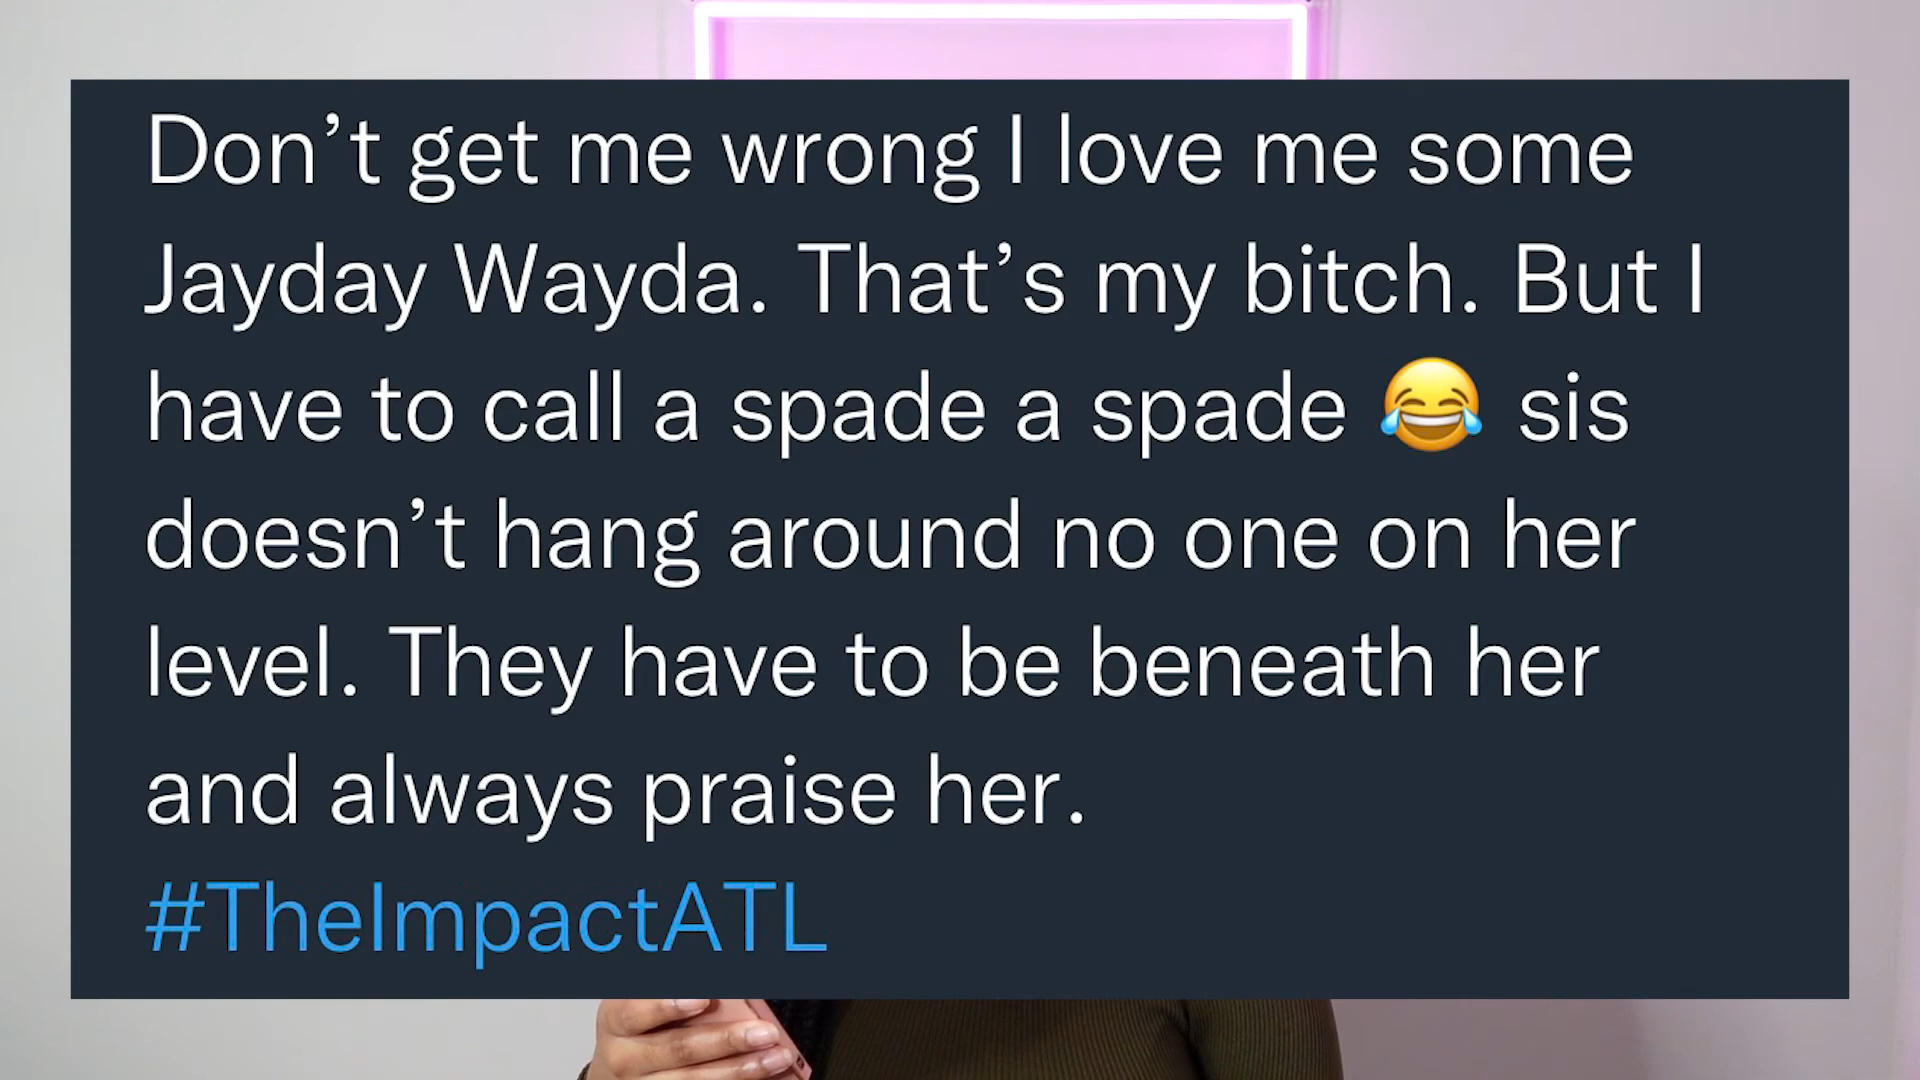 Don’t get me wrong I love me some
Jayday Wayda. That’s my bitch. But I
have to call a spade a spade 😂 sis
doesn’t hang around no one on her
level. They have to be beneath her
and always praise her.
#TheImpactATL